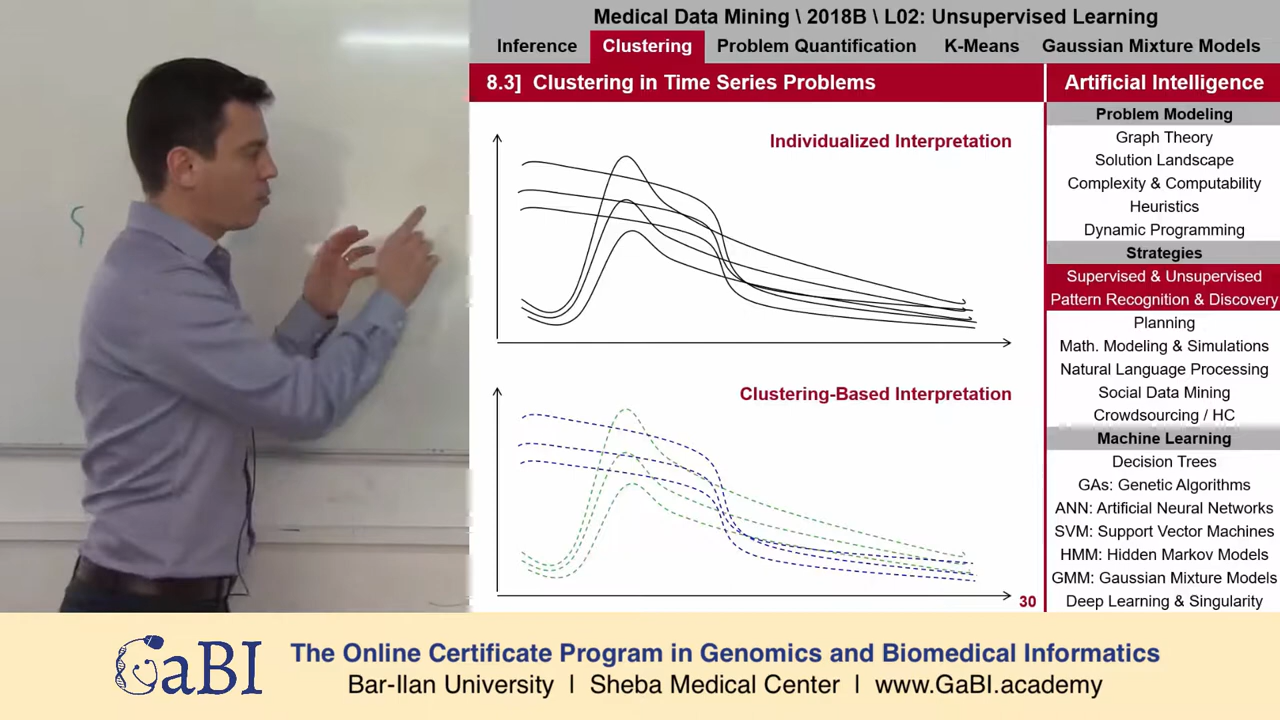 Medical Data Mining \ 2018B \ L02: Unsupervised Learning
Inference Clustering Problem Quantification K-Means Gaussian Mixture Models
8.3] Clustering in Time Series Problems
Individualized Interpretation
Clustering-Based Interpretation
30
Artificial Intelligence
Problem Modeling
Graph Theory
Solution Landscape
Complexity & Computability
Heuristics
Dynamic Programming
Strategies
Supervised & Unsupervised
Pattern Recognition & Discovery
Planning
Math. Modeling & Simulations
Natural Language Processing
Social Data Mining
Crowdsourcing / HC
Machine Learning
Decision Trees
GAs: Genetic Algorithms
ANN: Artificial Neural Networks
SVM: Support Vector Machines
HMM: Hidden Markov Models
GMM: Gaussian Mixture Models
Deep Learning & Singularity
GaBI
The Online Certificate Program in Genomics and Biomedical Informatics
Bar-Ilan University | Sheba Medical Center | www.GaBI.academy